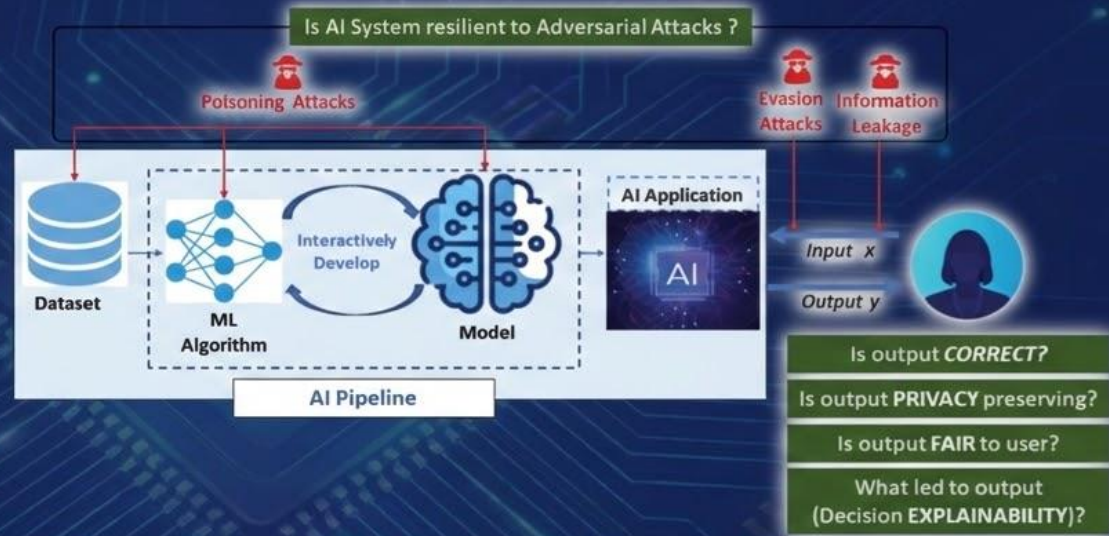 Is AI System resilient to Adversarial Attacks ?
Poisoning Attacks
Evasion
Attacks
Information
Leakage
Dataset
ML
Algorithm
Interactively
Develop
Model
AI Application
AI
Input x
Output y
AI Pipeline
Is output CORRECT?
Is output PRIVACY preserving?
Is output FAIR to user?
What led to output
(Decision EXPLAINABILITY)?